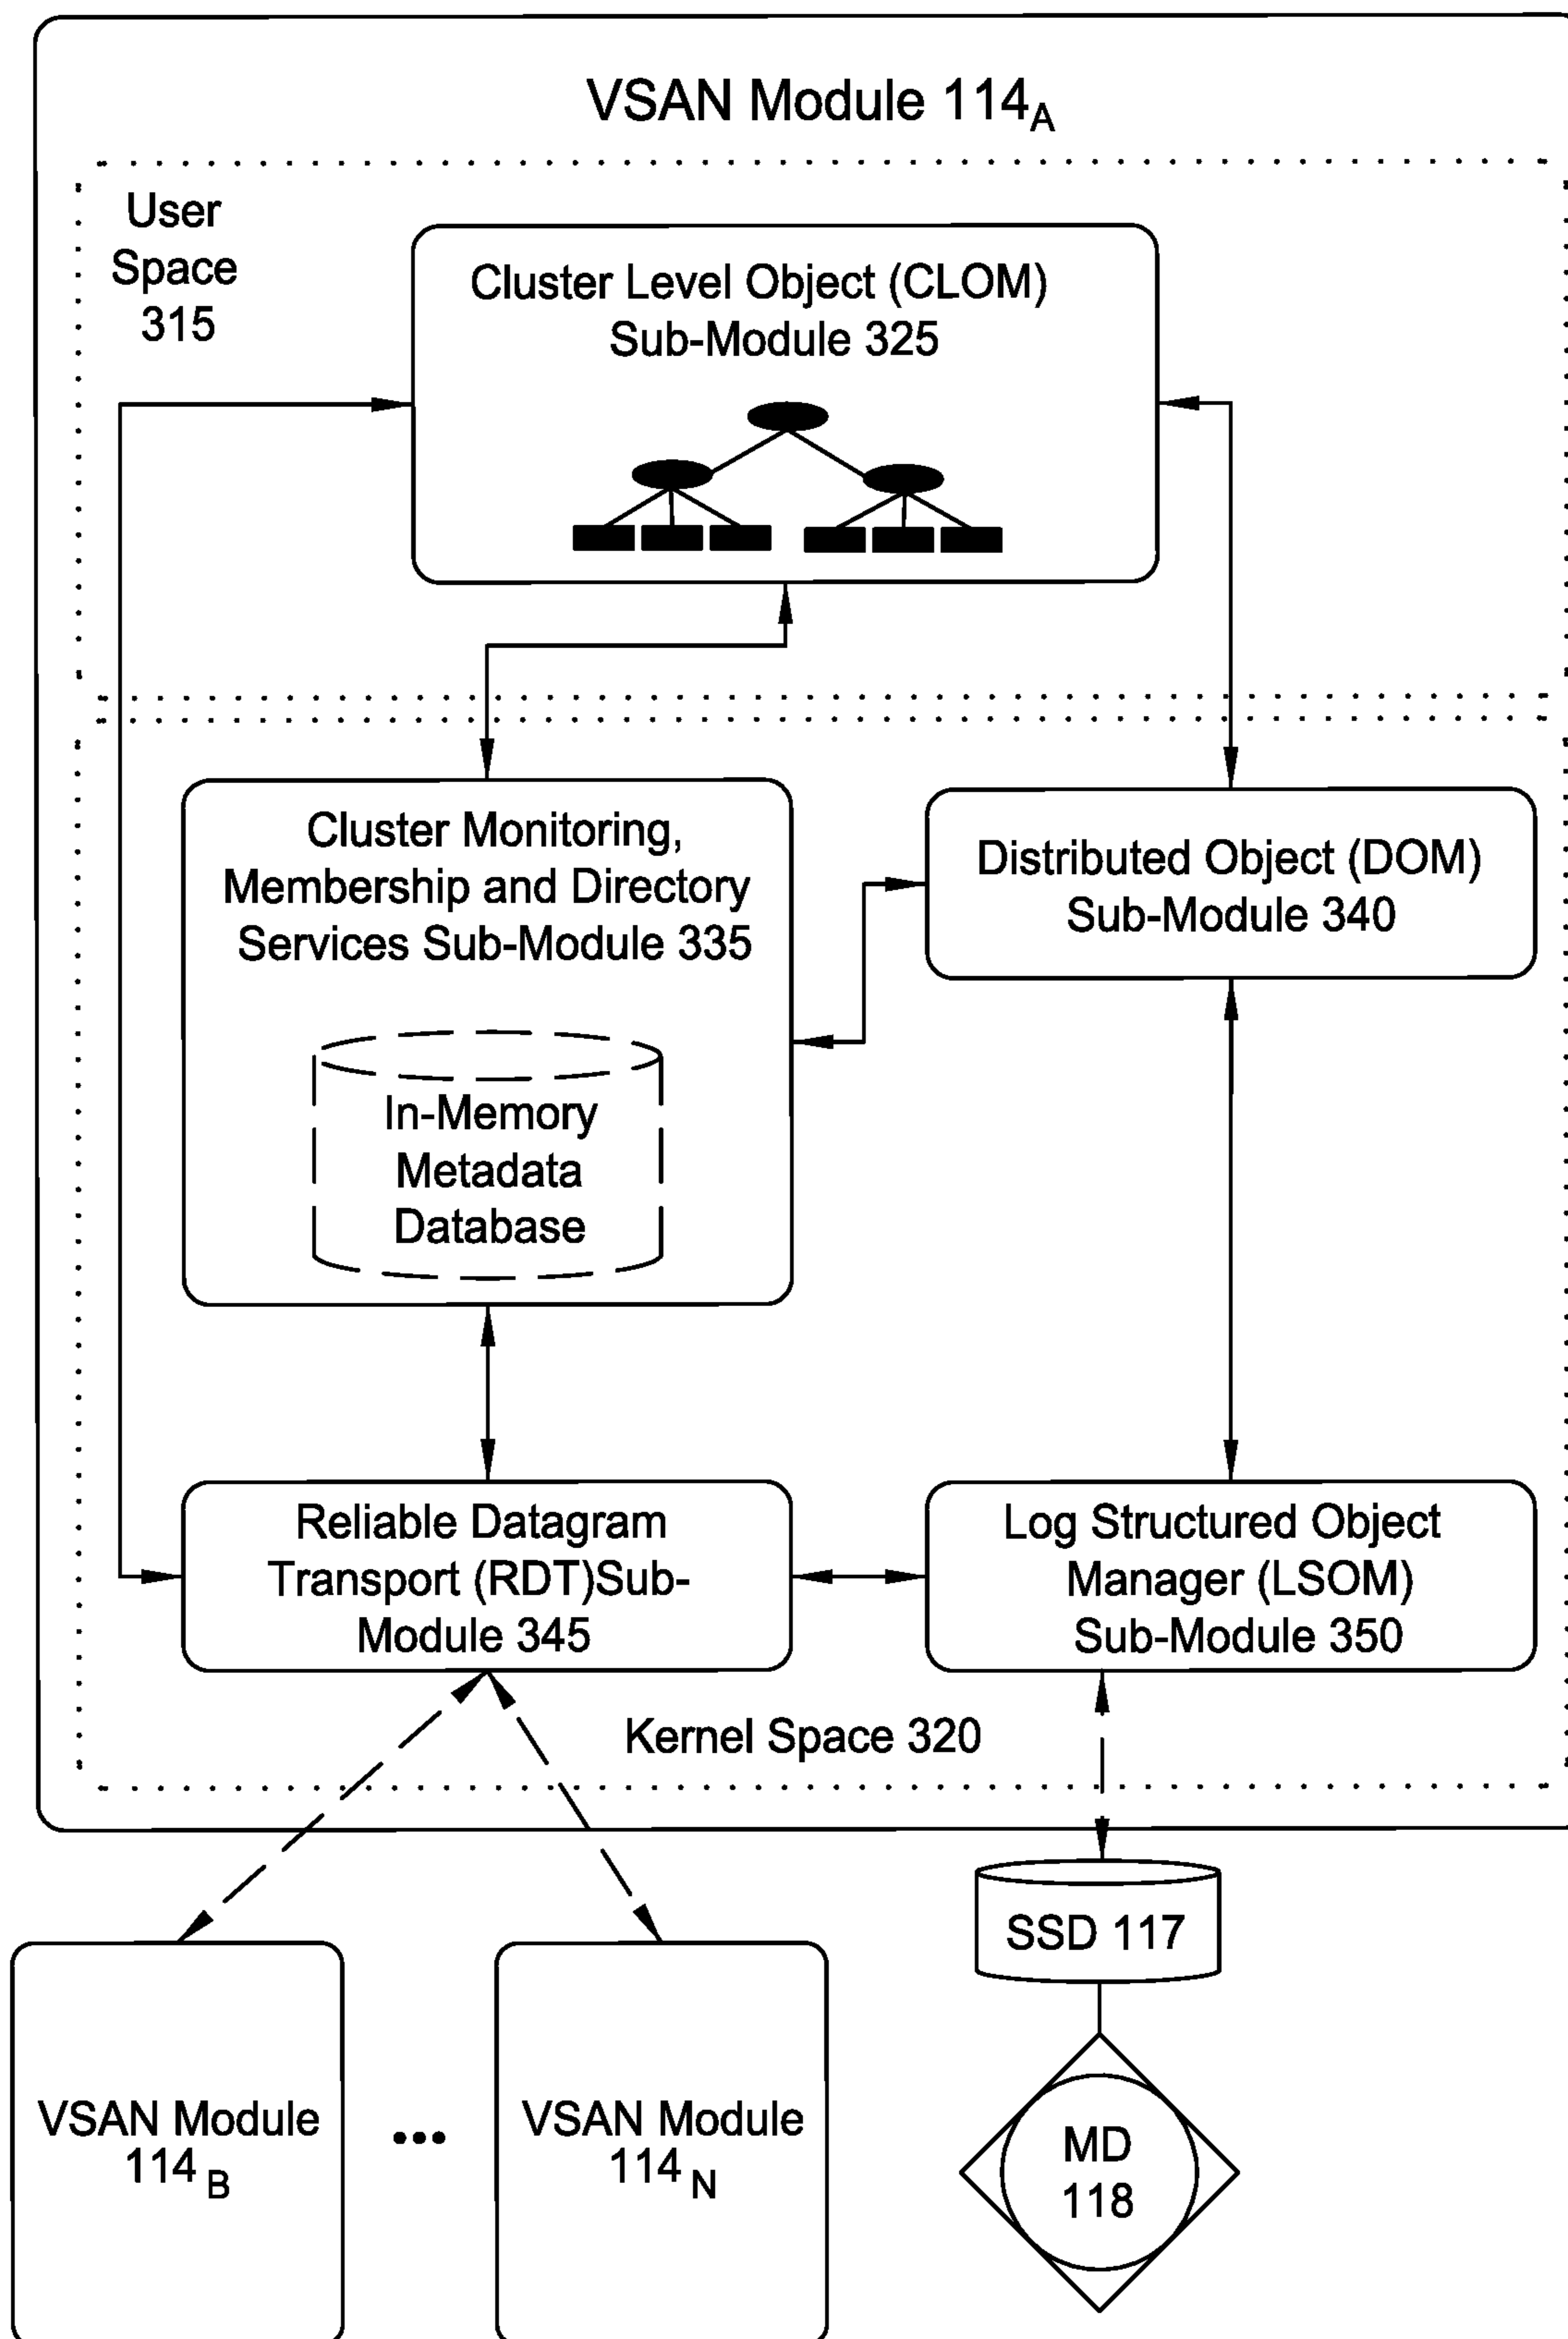 VSAN Module 114A
User
Space
315
Cluster Level Object (CLOM)
Sub-Module 325
Cluster Monitoring,
Membership and Directory
Services Sub-Module 335
In-Memory
Metadata
Database
Distributed Object (DOM)
Sub-Module 340
Reliable Datagram
Transport (RDT)Sub-
Module 345
Log Structured Object
Manager (LSOM)
Sub-Module 350
Kernel Space 320
SSD 117
MD
118
VSAN Module
114 B
•••
VSAN Module
114 N